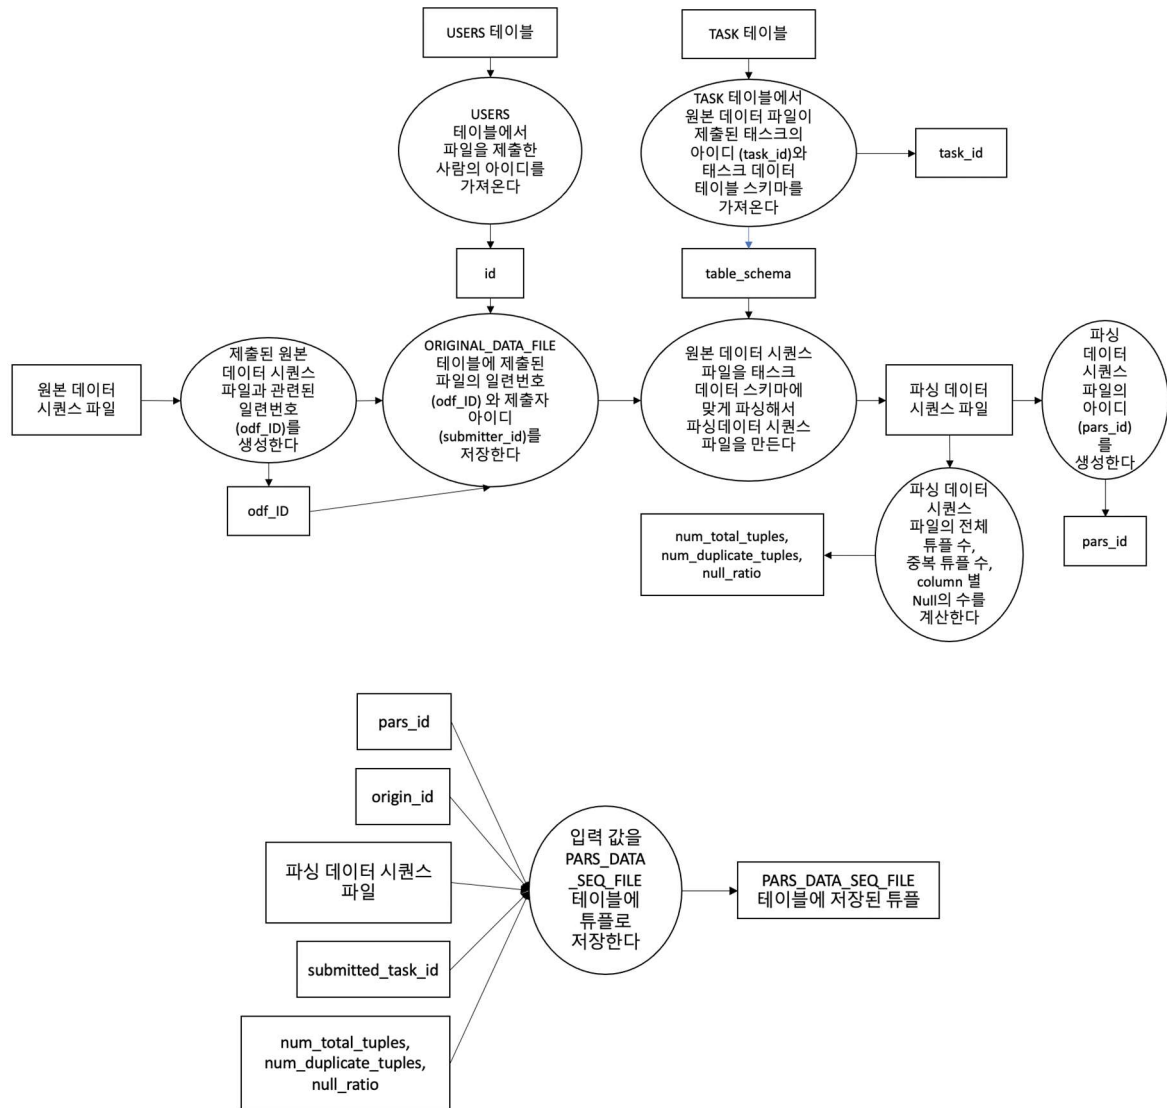 USERS 테이블
TASK 테이블
USERS
테이블에서
파일을 제출한
사람의 아이디를
가져온다
TASK 테이블에서
원본 데이터 파일이
제출된 태스크의
아이디 (task_id)와
태스크 데이터
테이블 스키마를
가져온다
task_id
id
table_schema
원본 데이터
시퀀스 파일
제출된 원본
데이터 시퀀스
파일과 관련된
일련번호
(odf_ID)를
생성한다
ORIGINAL_DATA_FILE
테이블에 제출된
파일의 일련번호
(odf_ID) 와 제출자
아이디
(submitter_id)를
저장한다
원본 데이터 시퀀스
파일을 태스크
데이터 스키마에
맞게 파싱해서
파싱데이터 시퀀스
파일을 만든다
파싱 데이터
시퀀스 파일
파싱
데이터
시퀀스
파일의
아이디
(pars_id)
를
생성한다
odf_ID
num_total_tuples,
num_duplicate_tuples,
null_ratio
파싱 데이터
시퀀스
파일의 전체
튜플 수,
중복 튜플 수,
column 별
Null의 수를
계산한다
pars_id
pars_id
origin_id
파싱 데이터 시퀀스
파일
submitted_task_id
num_total_tuples,
num_duplicate_tuples,
null_ratio
입력 값을
PARS_DATA
_SEQ_FILE
테이블에
튜플로
저장한다
PARS_DATA_SEQ_FILE
테이블에 저장된 튜플